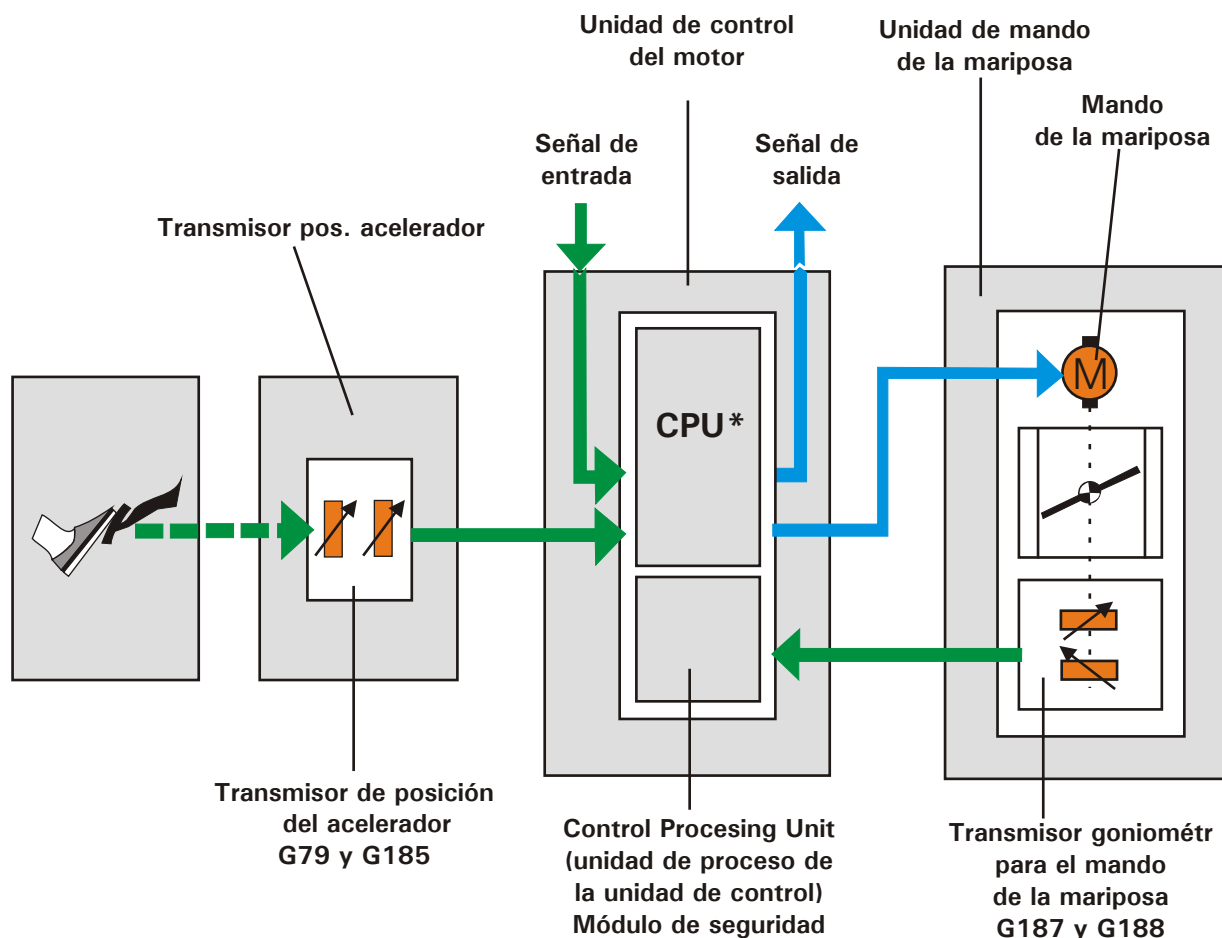 Unidad de control
del motor
Unidad de mando
de la mariposa
Mando
de la mariposa
Señal de
entrada
Señal de
salida
Transmisor pos. acelerador
CPU*
M
Transmisor de posición
del acelerador
G79 y G185
Control Procesing Unit
(unidad de proceso de
la unidad de control)
Módulo de seguridad
Transmisor goniométr
para el mando
de la mariposa
G187 y G188